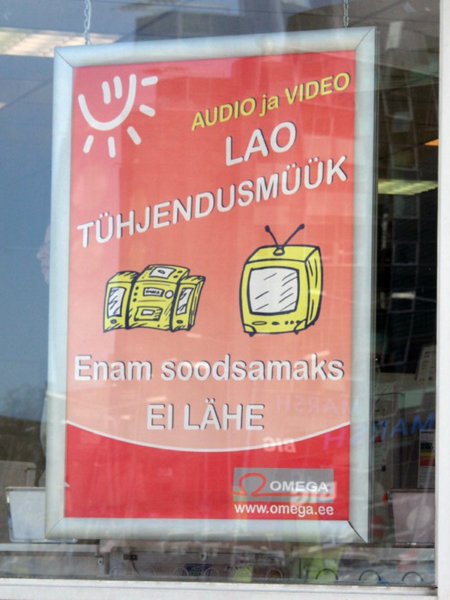 AUDIO ja VIDEO
LAO
TÜHJENDUSMÜÜK
Enam soodsamaks
EI LÄHE
OMEGA
www.omega.ee